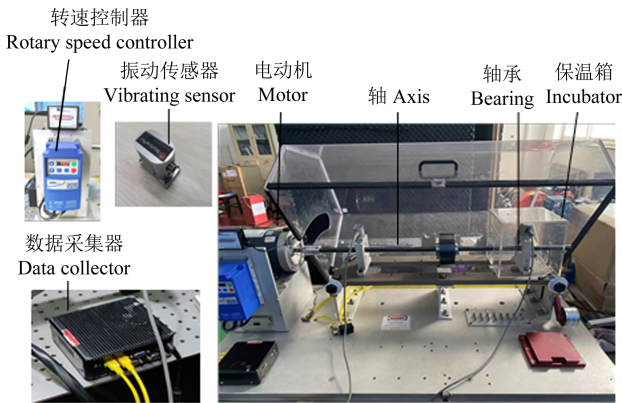 转速控制器
Rotary speed controller
振动传感器
Vibrating sensor
电动机
Motor
轴 Axis
轴承
Bearing
保温箱
Incubator
数据采集器
Data collector